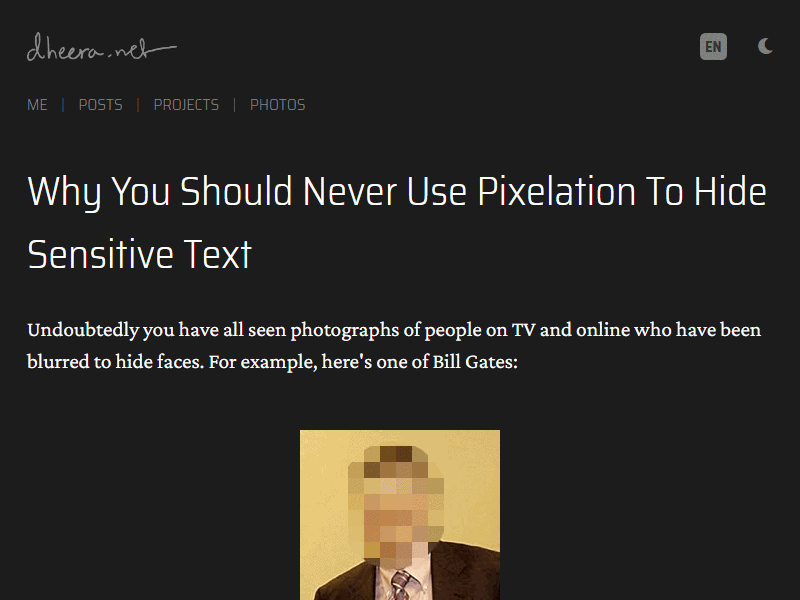 dheera.net
EN
ME | POSTS | PROJECTS | PHOTOS
Why You Should Never Use Pixelation To Hide
Sensitive Text
Undoubtedly you have all seen photographs of people on TV and online who have been
blurred to hide faces. For example, here's one of Bill Gates: